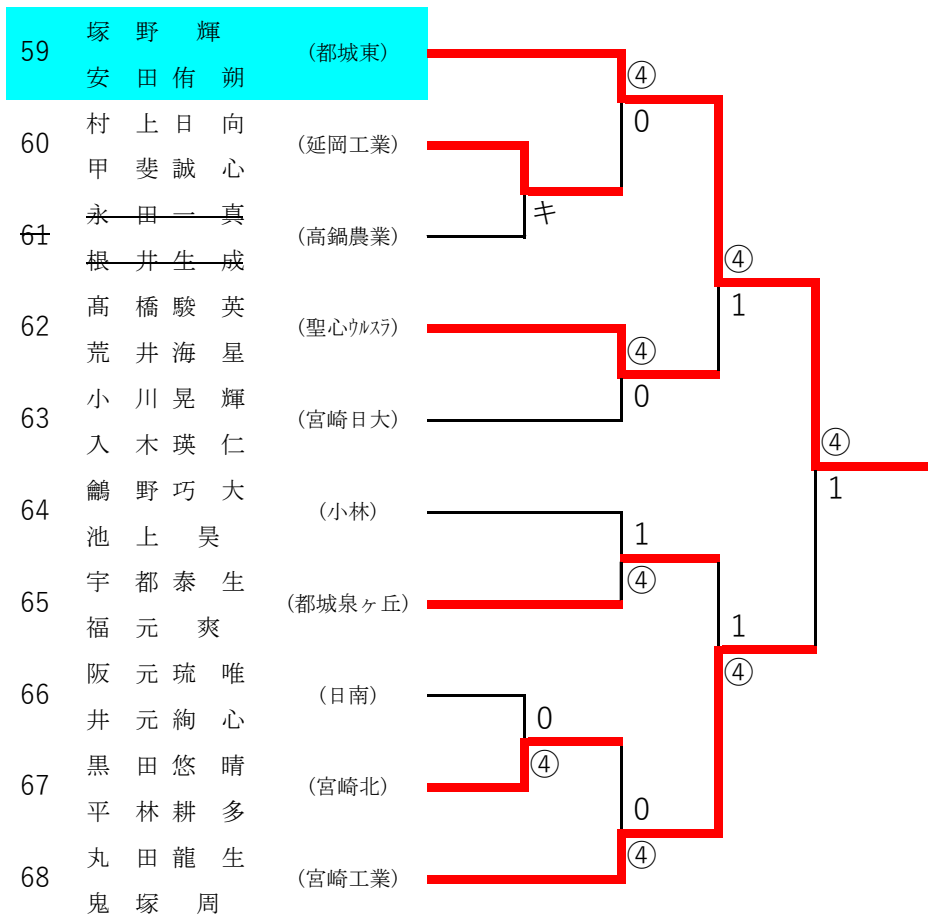 塚 野 輝
59 (都城東)
④
安 田 侑 朔
0
村 上 日 向
60 (延岡工業)
甲 斐 誠 心
永 田 一 真
キ
61 (高鍋農業)
根 井 生 成
④
1
髙 橋 駿 英
62 (聖心ウルスラ)
④
荒 井 海 星
0
小 川 晃 輝
63 (宮崎日大)
入 木 瑛 仁
④
1
鸙 野 巧 大
64 (小林)
1
池 上 昊
④
宇 都 泰 生
65 (都城泉ヶ丘)
福 元 爽
1
④
阪 元 琉 唯
66 (日南)
0
井 元 絢 心
④
黒 田 悠 晴
67 (宮崎北)
平 林 耕 多
0
④
丸 田 龍 生
68 (宮崎工業)
鬼 塚 周